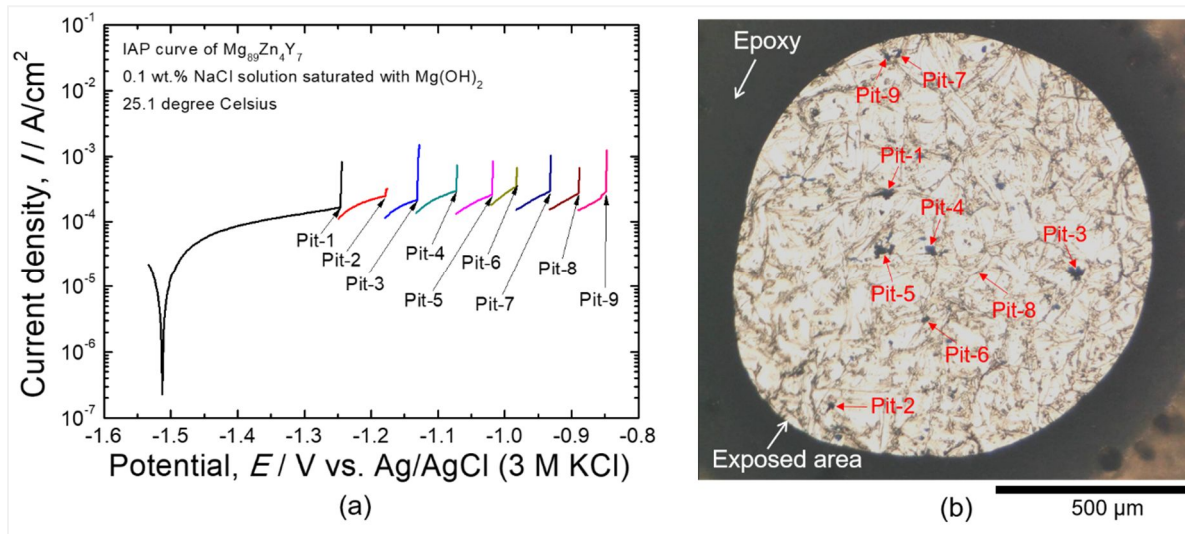 10⁻¹
10⁻²
10⁻³
10⁻⁴
10⁻⁵
10⁻⁶
10⁻⁷
Current density, I / A/cm²
IAP curve of Mg₈₉Zn₄Y₇
0.1 wt.% NaCl solution saturated with Mg(OH)₂
25.1 degree Celsius
Pit-1
Pit-2
Pit-3
Pit-4
Pit-5
Pit-6
Pit-7
Pit-8
Pit-9
-1.6 -1.5 -1.4 -1.3 -1.2 -1.1 -1.0 -0.9 -0.8
Potential, E / V vs. Ag/AgCl (3 M KCl)
(a)
Epoxy
Pit-9
Pit-7
Pit-1
Pit-4
Pit-3
Pit-5
Pit-8
Pit-6
Pit-2
Exposed area
(b)
500 µm